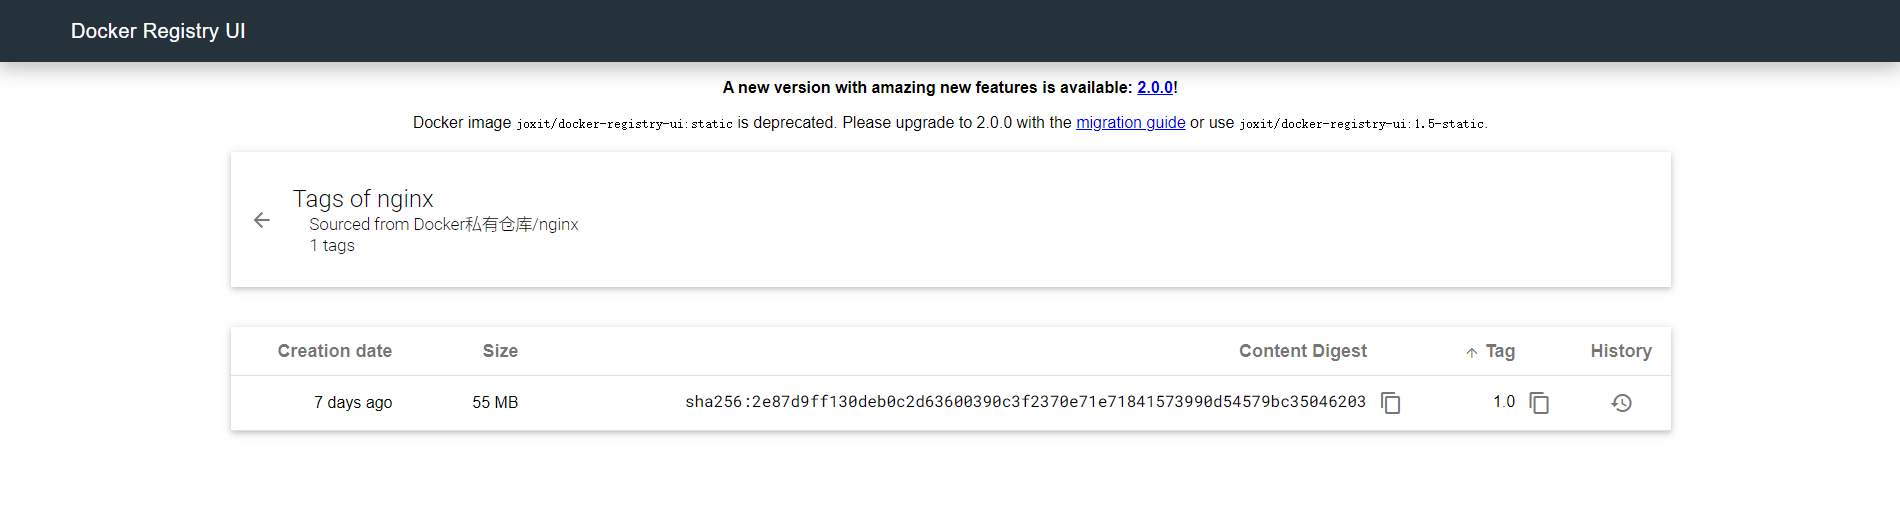 Docker Registry UI
A new version with amazing new features is available: 2.0.0!
Docker image joxit/docker-registry-ui:static is deprecated. Please upgrade to 2.0.0 with the migration guide or use joxit/docker-registry-ui:1.5-static.
Tags of nginx
Sourced from Docker私有仓库/nginx
1 tags
Creation date Size Content Digest Tag History
7 days ago 55 MB sha256:2e87d9ff130deb0c2d63600390c3f2370e71e71841573990d54579bc35046203 1.0